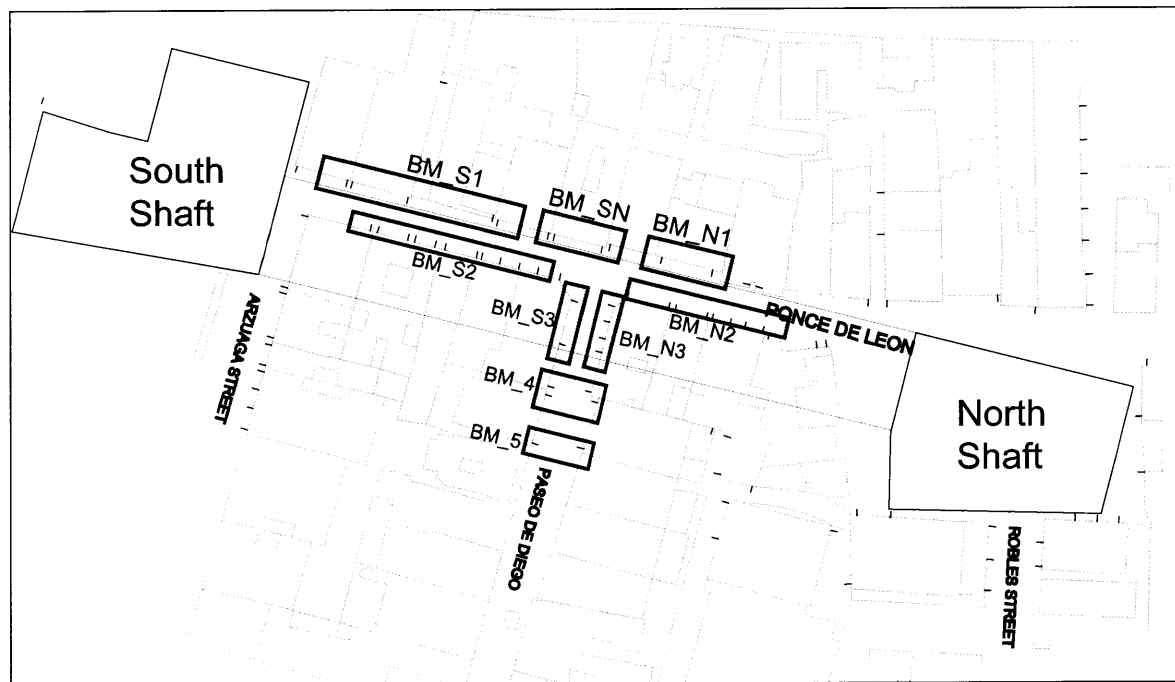 South
Shaft
BM_S1
BM_SN
BM_N1
BM_S2
BM_S3
BM_N3
BM_N2
PONCE DE LEON
ARZUAGA STREET
BM_4
BM_5
PASEO DE DIEGO
North
Shaft
ROBLES STREET